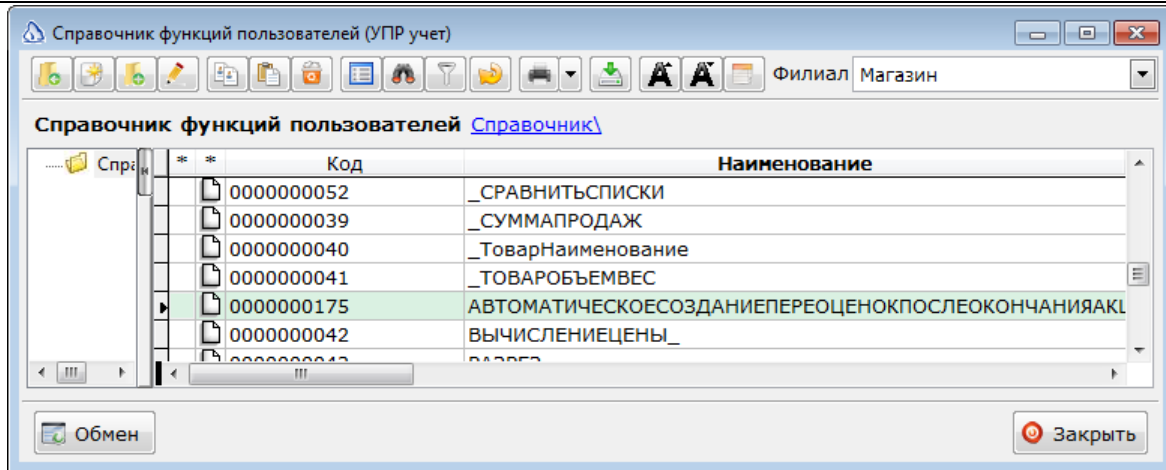 Справочник функций пользователей (УПР учет)
Филиал Магазин
Справочник функций пользователей Справочник\
Спра * * Код Наименование
0000000052 _СРАВНИТЬСПИСКИ
0000000039 _СУММАПРОДАЖ
0000000040 _ТоварНаименование
0000000041 _ТОВАРОБЪЕМВЕС
0000000175 АВТОМАТИЧЕСКОЕСОЗДАНИЕПЕРЕОЦЕНОКПОСЛЕОКОНЧАНИЯАКЦ
0000000042 ВЫЧИСЛЕНИЕЦЕНЫ_
Обмен Закрыть